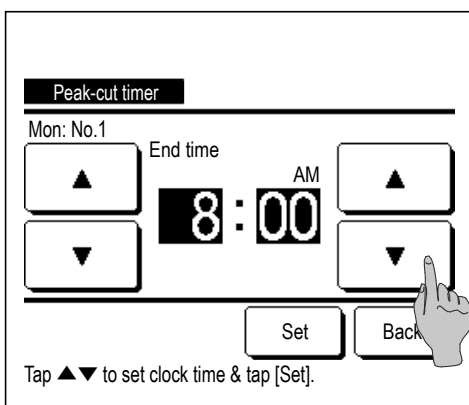 Peak-cut timer
Mon: No.1
End time
AM
▲ ▲
8:00
▼ ▼
Set Back
Tap ▲▼ to set clock time & tap [Set].